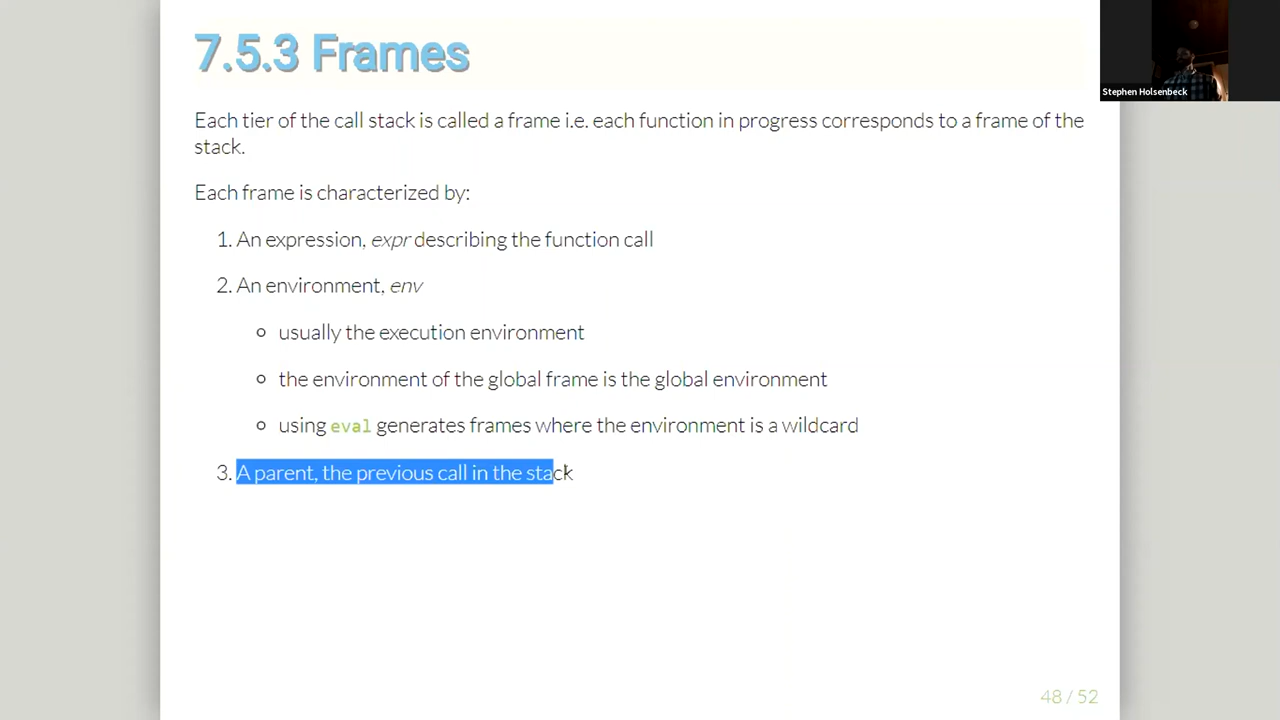 7.5.3 Frames
Stephen Holsenbeck
Each tier of the call stack is called a frame i.e. each function in progress corresponds to a frame of the
stack.
Each frame is characterized by:
1. An expression, expr describing the function call
2. An environment, env
usually the execution environment
the environment of the global frame is the global environment
using eval generates frames where the environment is a wildcard
3. A parent, the previous call in the stack
48 / 52